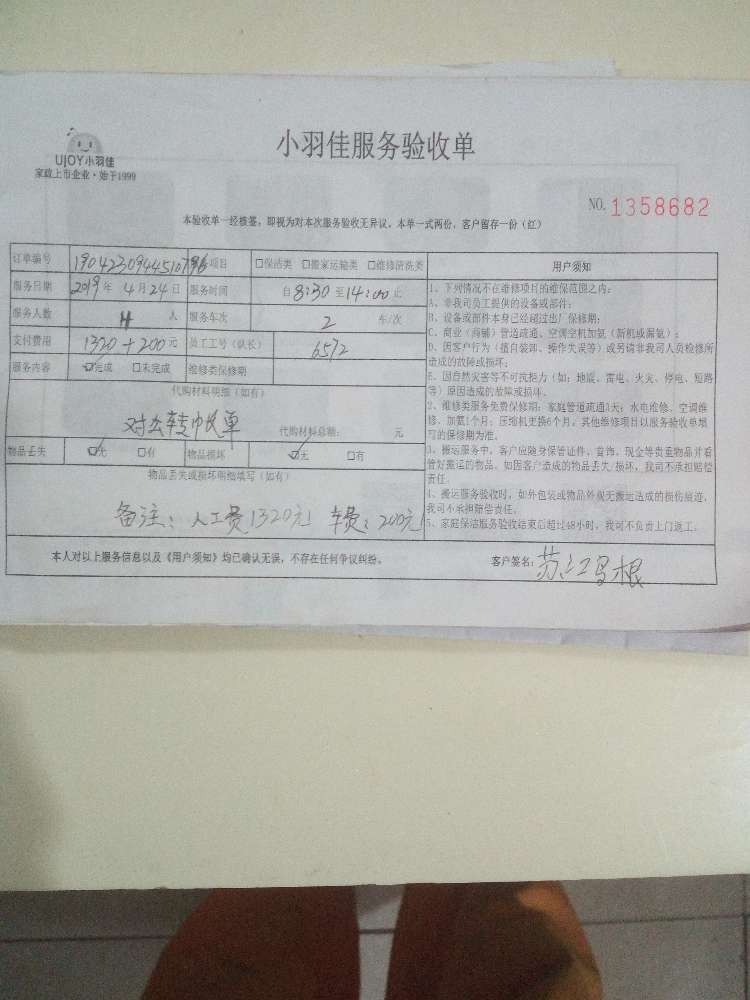 UJOY小羽佳
家政上市企业·始于1999
小羽佳服务验收单
NO. 1358682
本验收单一经核签，即视为对本次服务验收无异议。本单一式两份，客户留存一份（红）
订单编号 项目 □保洁类 □搬家运输类 □维修清洗类
服务日期 2019年4月24日 服务时间 自8:30至14:00止
服务人数 人 服务车次 2 车/次
支付费用 1320+200元 员工工号（队长） 6572
服务内容 ☑完成 □未完成 维修类保修期
代购材料明细（如有）
代购材料总额： 元
物品丢失 ☑无 □有 物品损坏 ☑无 □有
物品丢失或损坏明细填写（如有）
备注：人工费1320元 车费：200元
用户须知
1、下列情况不在维修项目的维保范围之内：
A、非我司员工提供的设备或部件；
B、设备或部件本身已经超过出厂保修期；
C、商业（商铺）管道疏通、空调空机加氨（新机或漏氨）；
D、因客户行为（擅自装卸、操作失误等）或另请非我司人员检修所
造成的故障或损坏；
E、因自然灾害等不可抗拒力（如：地震、雷电、火灾、停电、短路
等）原因造成的故障或损坏。
2、维修类服务免费保修期：家庭管道疏通3天；水电维修、空调维
修、加氨1个月；压缩机更换6个月。其他维修项目以服务验收单填
写的保修期为准。
3、搬运服务中，客户应随身保管证件、首饰、现金等贵重物品并看
管好搬运的物品。如因客户造成的物品丢失/损坏，我司不承担赔偿
责任。
4、搬运服务验收时，如外包装或物品外观无搬运造成的损伤痕迹，
我司不承担赔偿责任。
5、家庭保洁服务验收结束后超过48小时，我司不负责上门返工。
本人对以上服务信息以及《用户须知》均已确认无误，不存在任何争议纠纷。 客户签名：